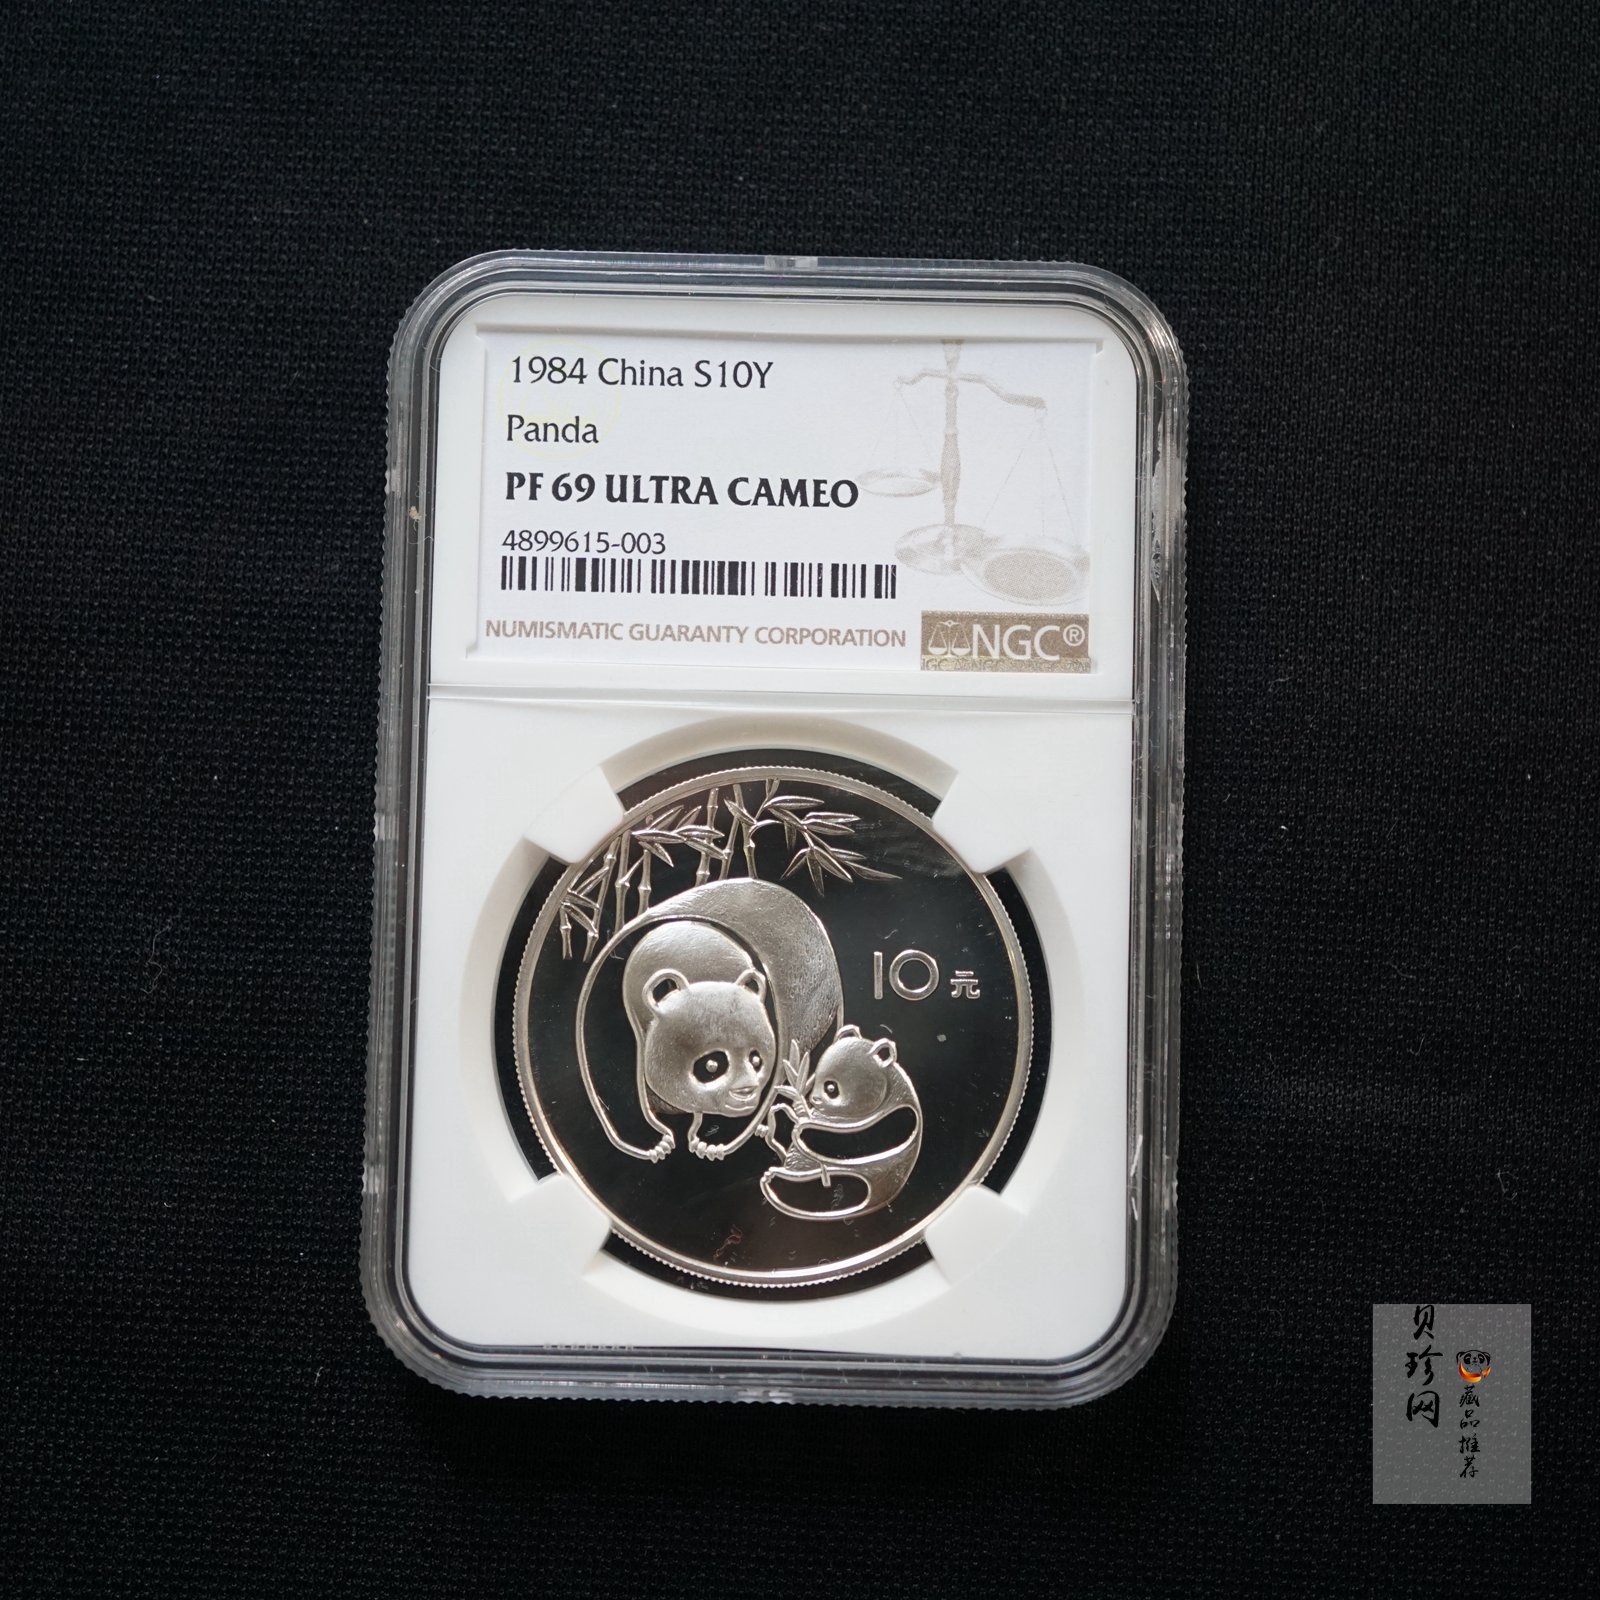 1984 China S10Y
Panda
PF 69 ULTRA CAMEO
4899615-003
NUMISMATIC GUARANTY CORPORATION
NGC®
10元
贝珍网
藏品推荐